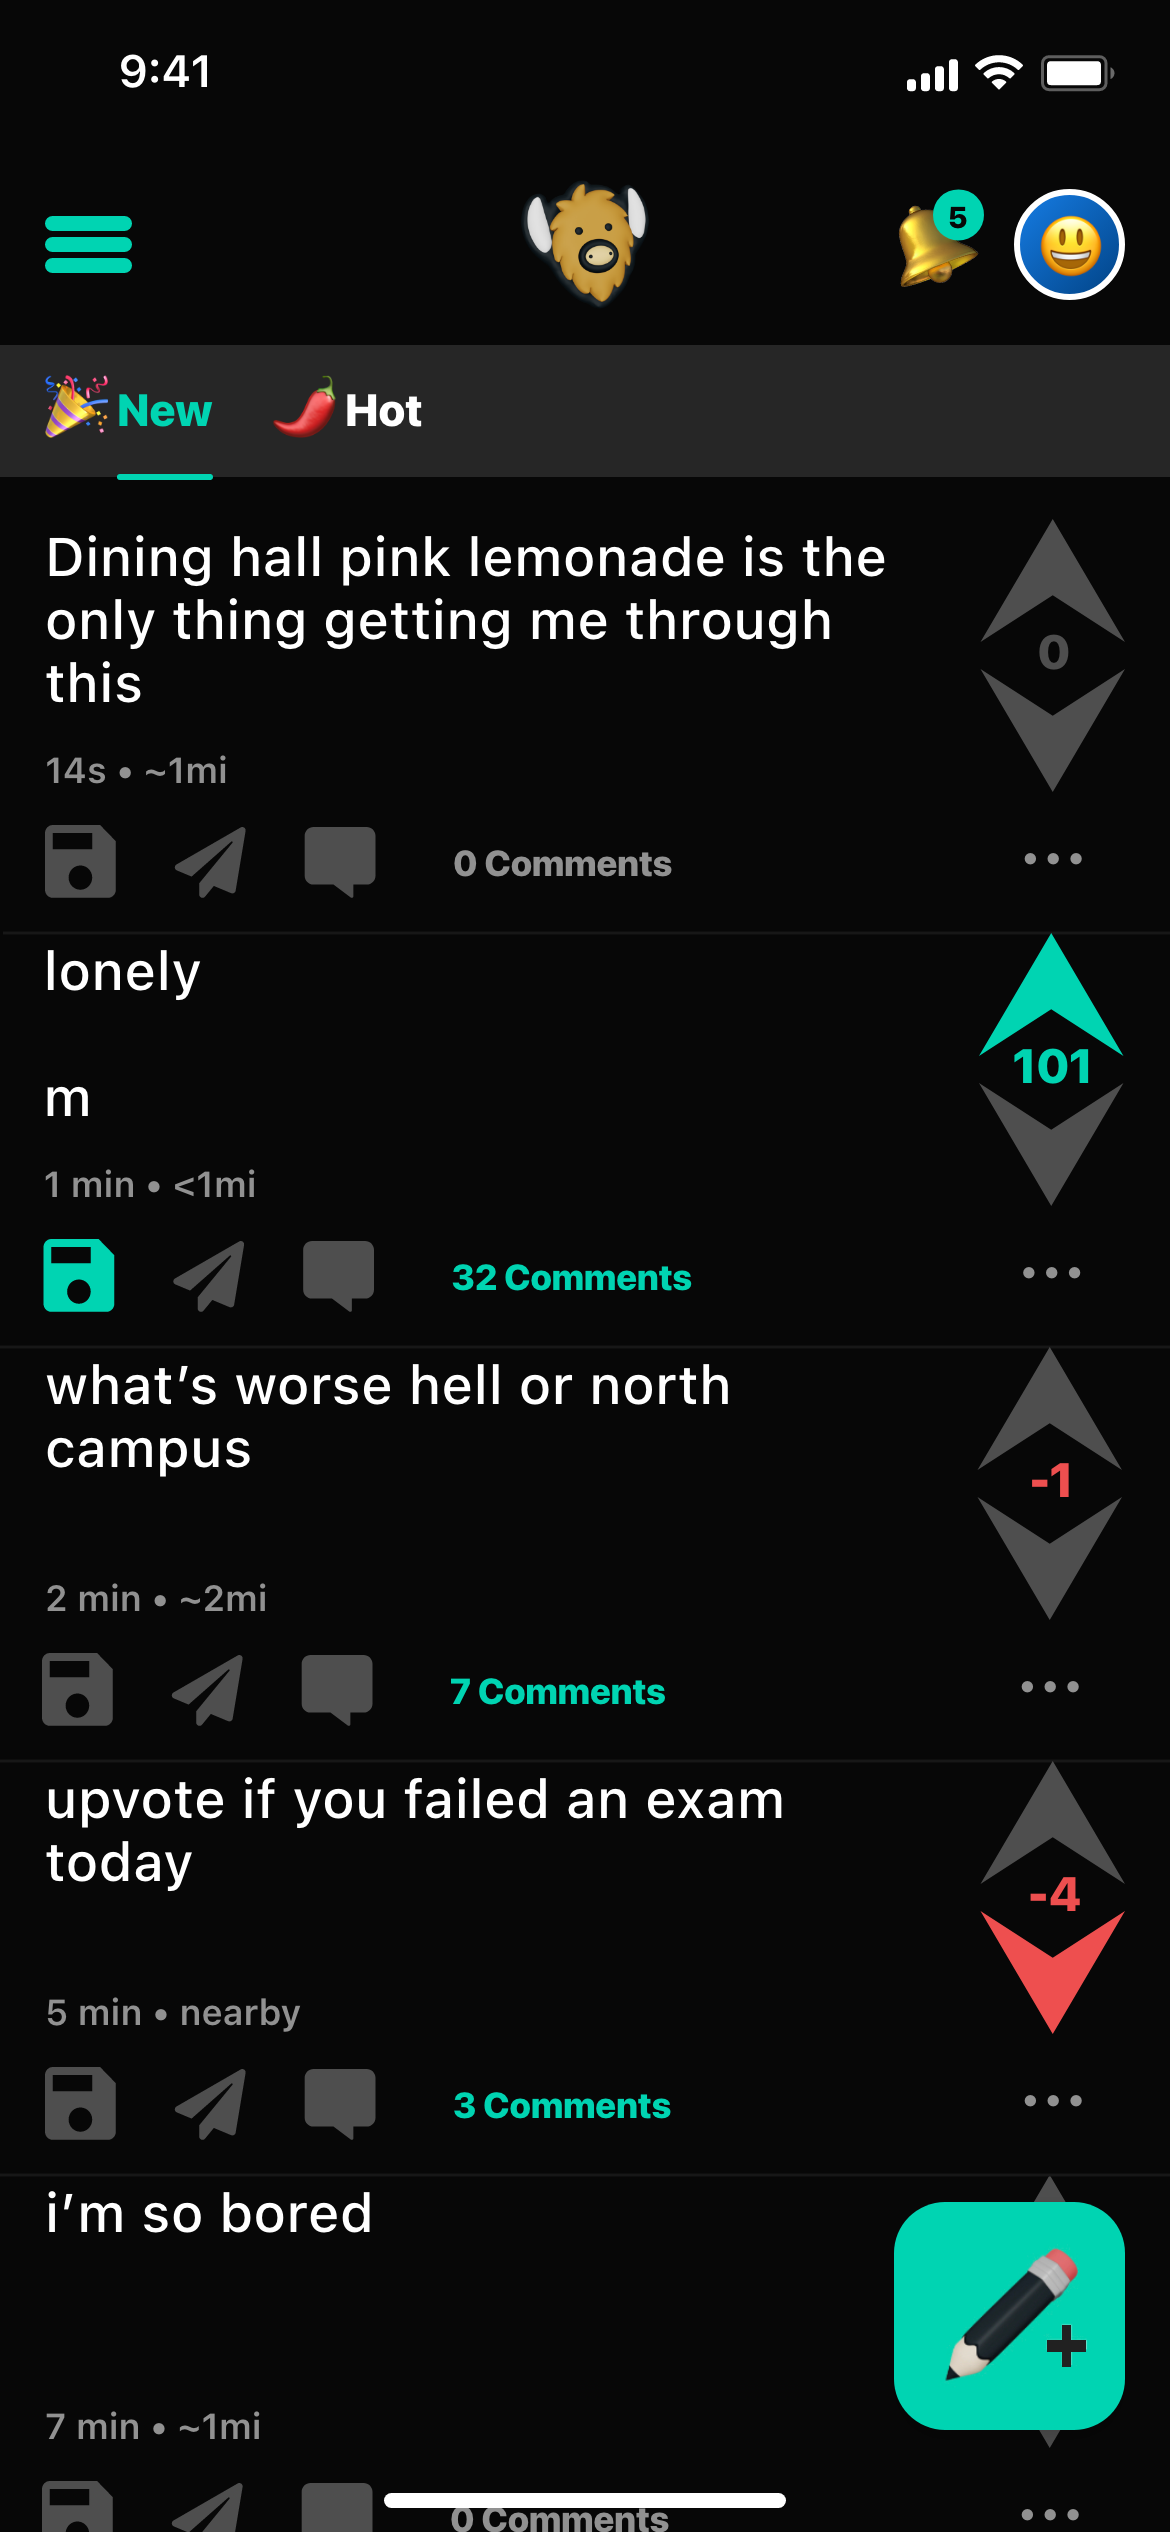 9:41
5
New Hot
Dining hall pink lemonade is the
only thing getting me through
this
0
14s • ~1mi
0 Comments
lonely
m
101
1 min • <1mi
32 Comments
what’s worse hell or north
campus
-1
2 min • ~2mi
7 Comments
upvote if you failed an exam
today
-4
5 min • nearby
3 Comments
i’m so bored
7 min • ~1mi
0 Comments